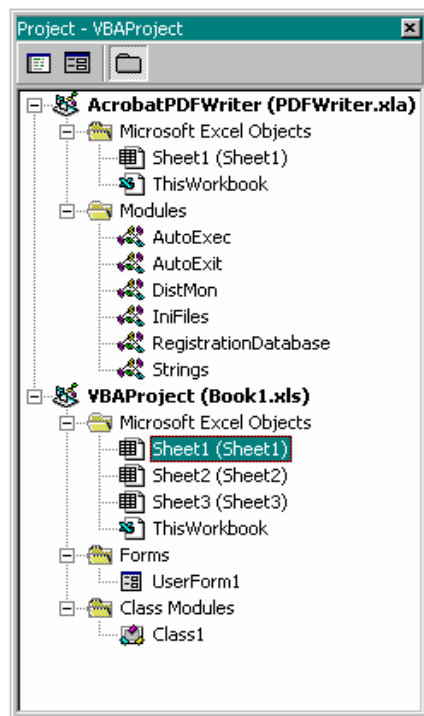 Project - VBAProject
AcrobatPDFWriter (PDFWriter.xla)
Microsoft Excel Objects
Sheet1 (Sheet1)
ThisWorkbook
Modules
AutoExec
AutoExit
DistMon
IniFiles
RegistrationDatabase
Strings
VBAProject (Book1.xls)
Microsoft Excel Objects
Sheet1 (Sheet1)
Sheet2 (Sheet2)
Sheet3 (Sheet3)
ThisWorkbook
Forms
UserForm1
Class Modules
Class1